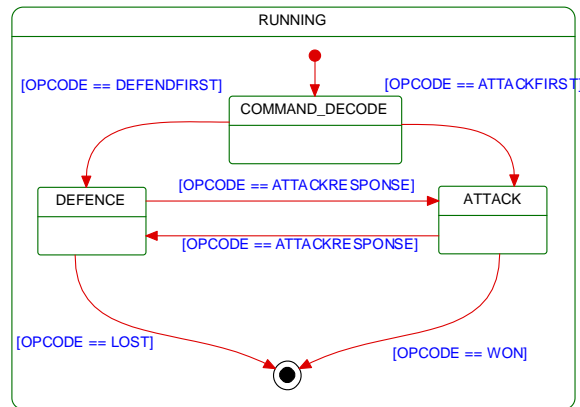 RUNNING
[OPCODE == DEFENDFIRST]
[OPCODE == ATTACKFIRST]
COMMAND_DECODE
[OPCODE == ATTACKRESPONSE]
DEFENCE
ATTACK
[OPCODE == ATTACKRESPONSE]
[OPCODE == LOST]
[OPCODE == WON]